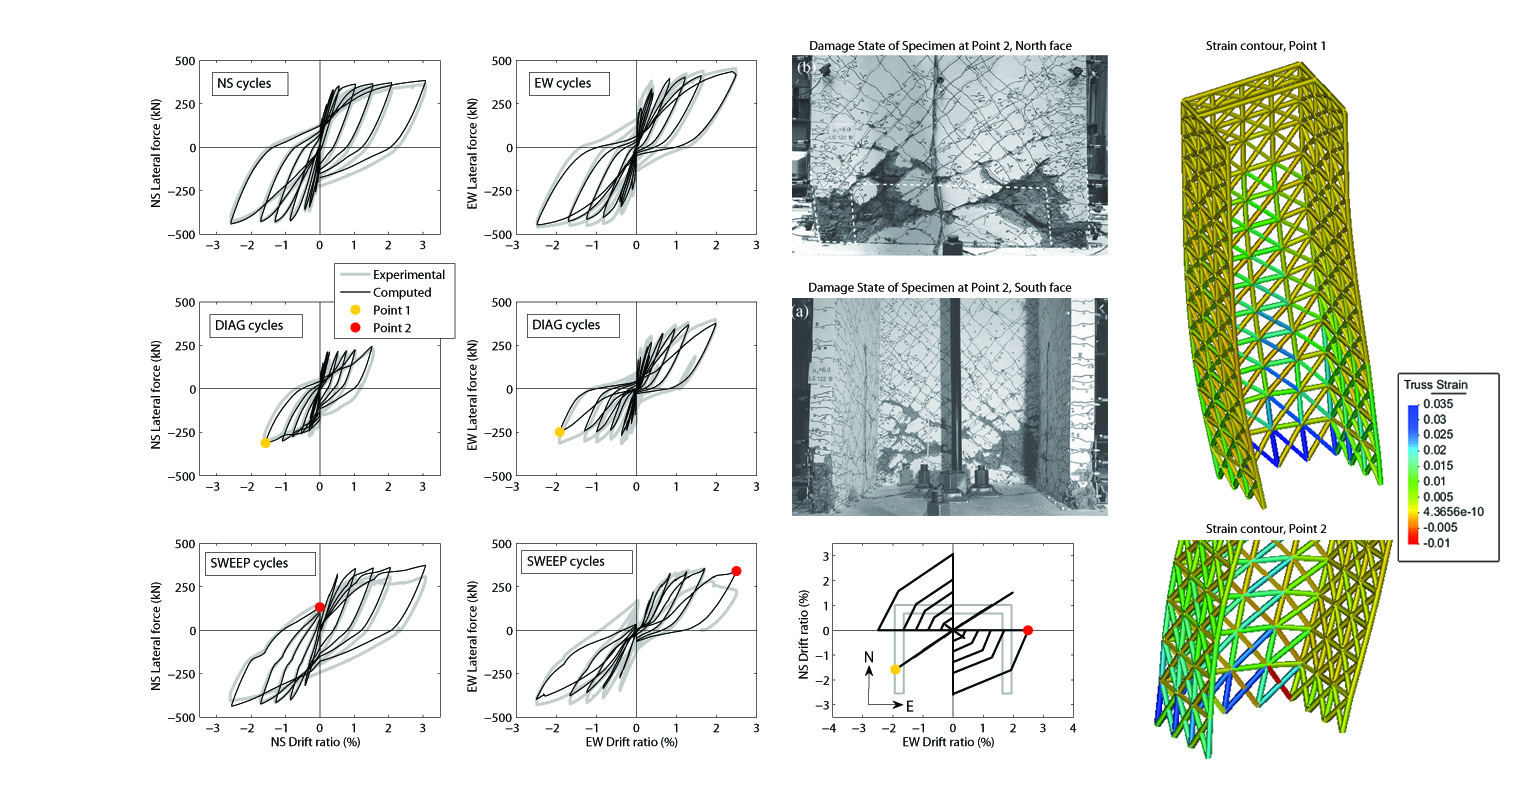 Damage State of Specimen at Point 2, North face
Strain contour, Point 1
NS cycles
500
250
0
−250
−500
−3 −2 −1 0 1 2 3
NS Lateral force (kN)
EW cycles
500
250
0
−250
−500
−3 −2 −1 0 1 2 3
EW Lateral force (kN)
(b)
μΔ=6.0
LS 122 B
Experimental
Computed
Point 1
Point 2
DIAG cycles
500
250
0
−250
−500
−3 −2 −1 0 1 2 3
NS Lateral force (kN)
DIAG cycles
500
250
0
−250
−500
−3 −2 −1 0 1 2 3
EW Lateral force (kN)
Damage State of Specimen at Point 2, South face
(a)
LS 122 B
Truss Strain
0.035
0.03
0.025
0.02
0.015
0.01
0.005
4.3656e-10
-0.005
-0.01
Strain contour, Point 2
SWEEP cycles
500
250
0
−250
−500
−3 −2 −1 0 1 2 3
NS Lateral force (kN)
NS Drift ratio (%)
SWEEP cycles
500
250
0
−250
−500
−3 −2 −1 0 1 2 3
EW Lateral force (kN)
EW Drift ratio (%)
3
2
1
0
−1
−2
−3
−4 −3 −2 −1 0 1 2 3 4
NS Drift ratio (%)
N
E
EW Drift ratio (%)